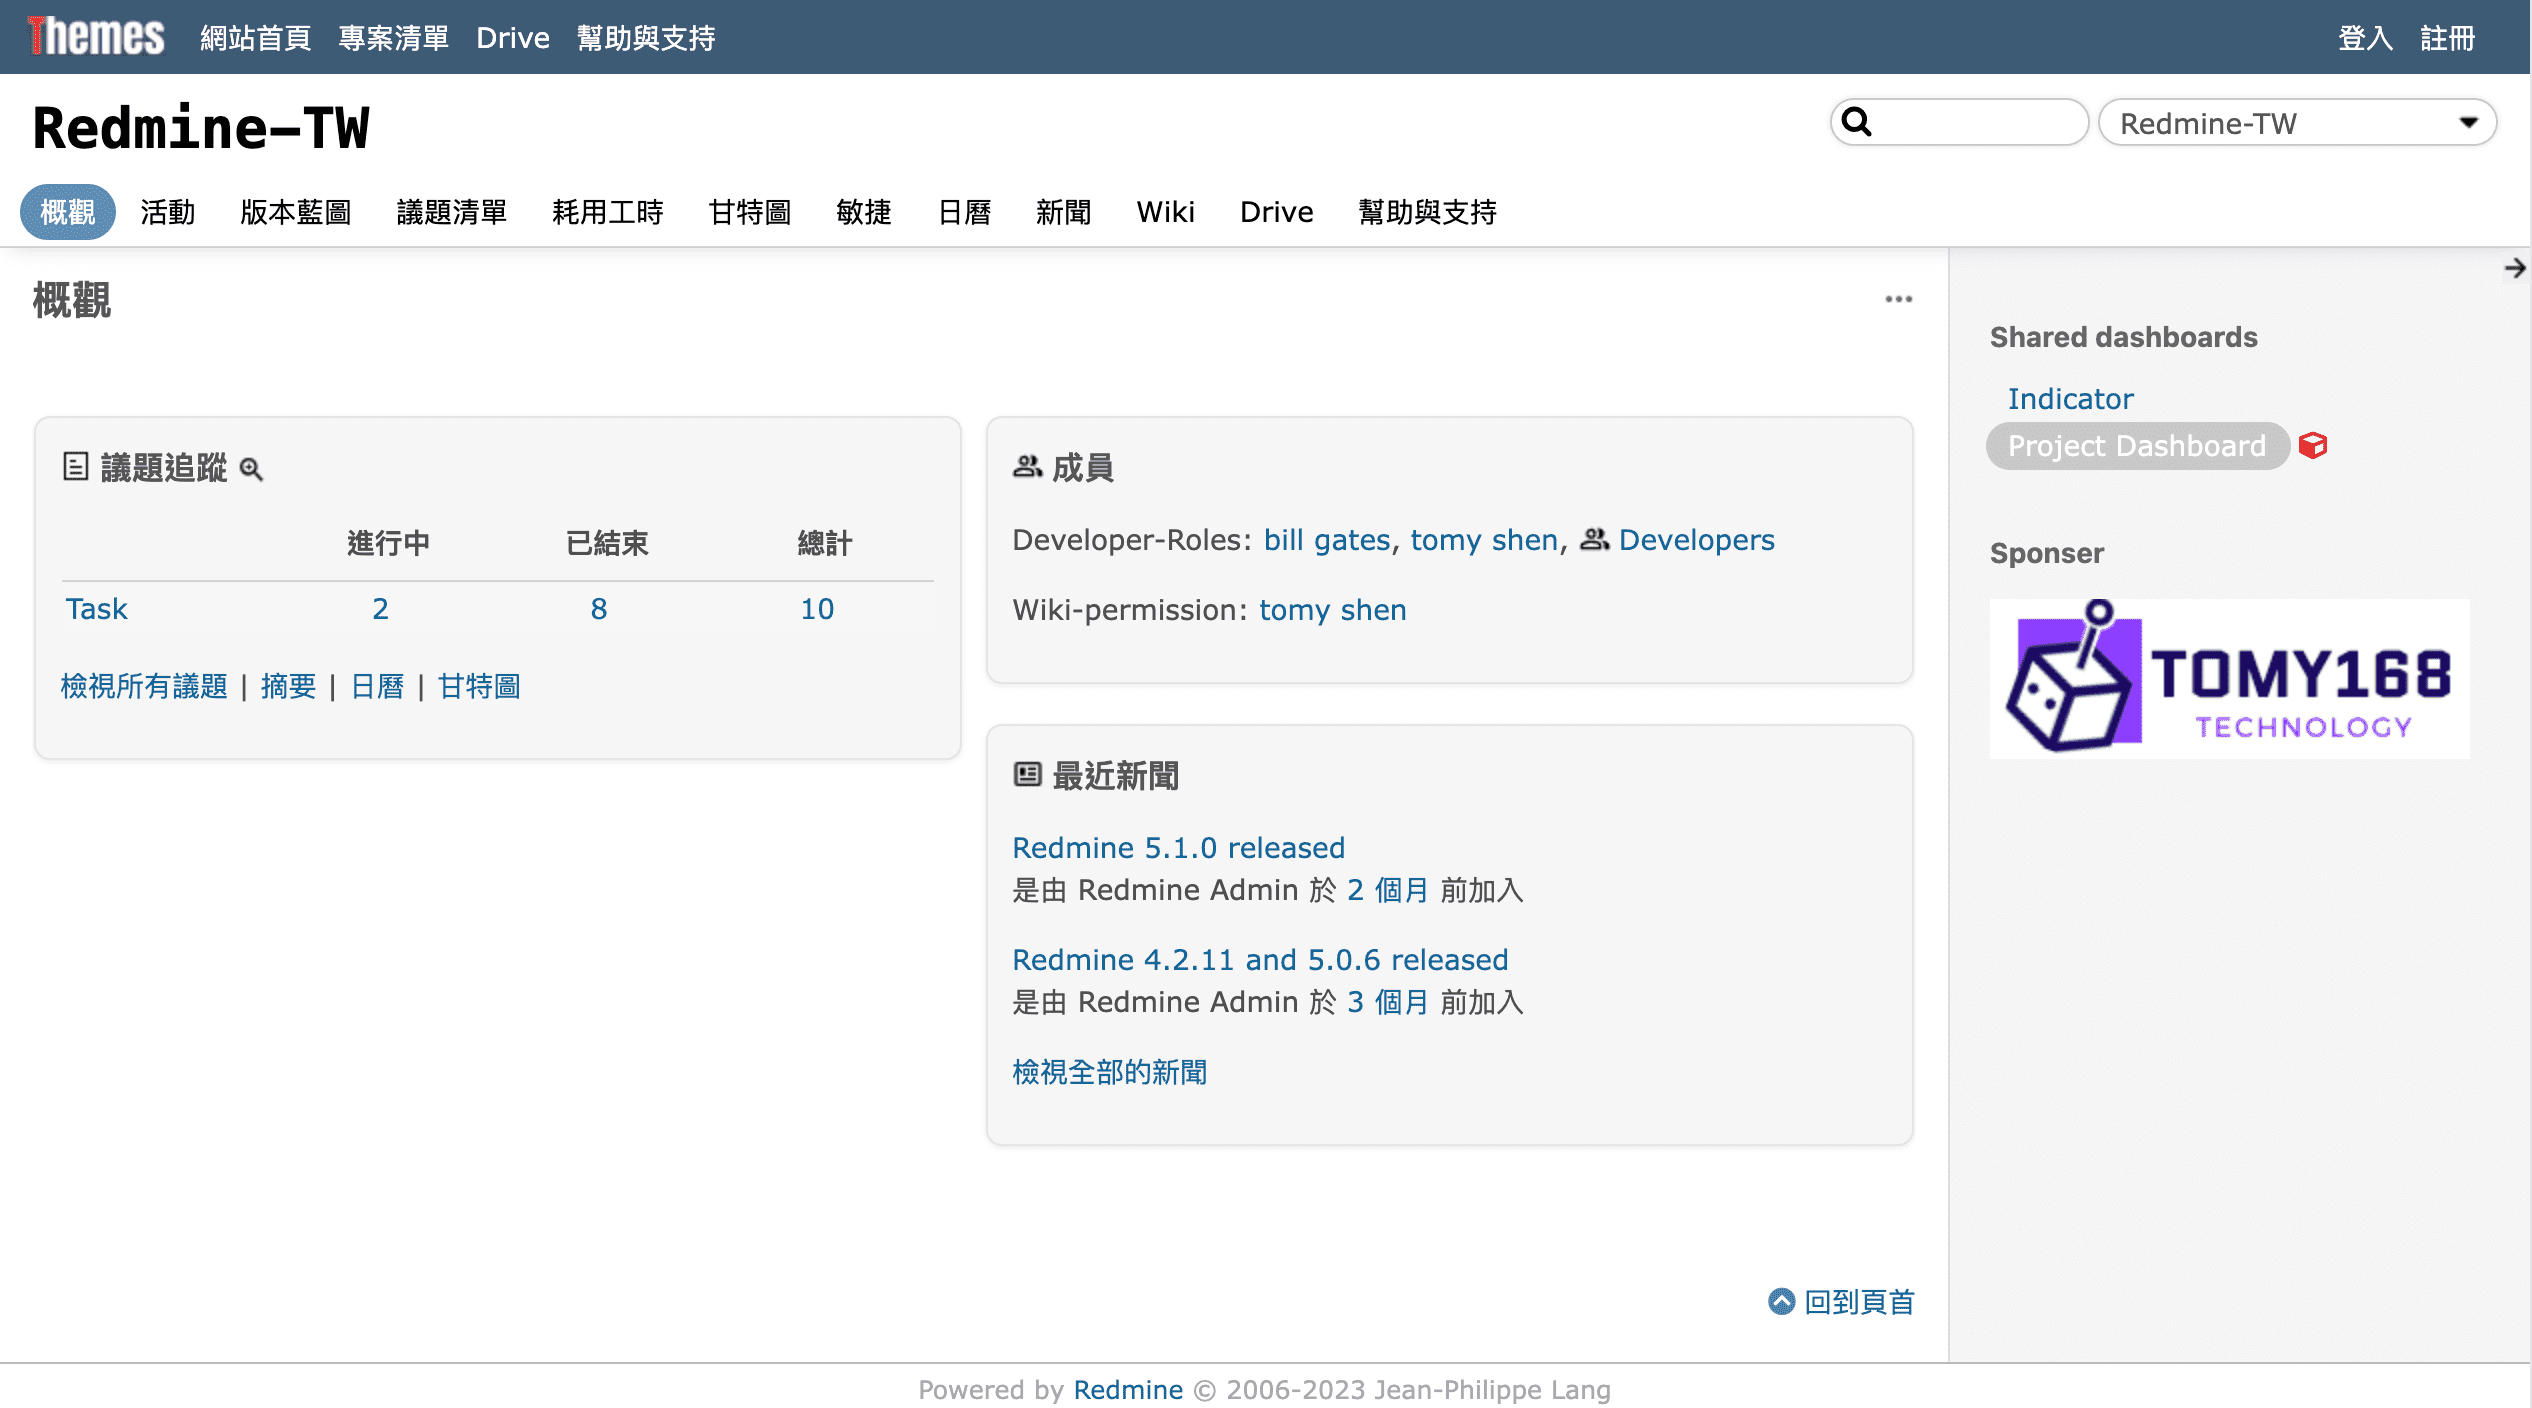 Themes 網站首頁 專案清單 Drive 幫助與支持 登入 註冊
Redmine-TW
Redmine-TW
概觀 活動 版本藍圖 議題清單 耗用工時 甘特圖 敏捷 日曆 新聞 Wiki Drive 幫助與支持
概觀
議題追蹤
進行中 已結束 總計
Task 2 8 10
檢視所有議題 | 摘要 | 日曆 | 甘特圖
成員
Developer-Roles: bill gates, tomy shen, Developers
Wiki-permission: tomy shen
最近新聞
Redmine 5.1.0 released
是由 Redmine Admin 於 2 個月 前加入
Redmine 4.2.11 and 5.0.6 released
是由 Redmine Admin 於 3 個月 前加入
檢視全部的新聞
回到頁首
Shared dashboards
Indicator
Project Dashboard
Sponser
TOMY168
TECHNOLOGY
Powered by Redmine © 2006-2023 Jean-Philippe Lang